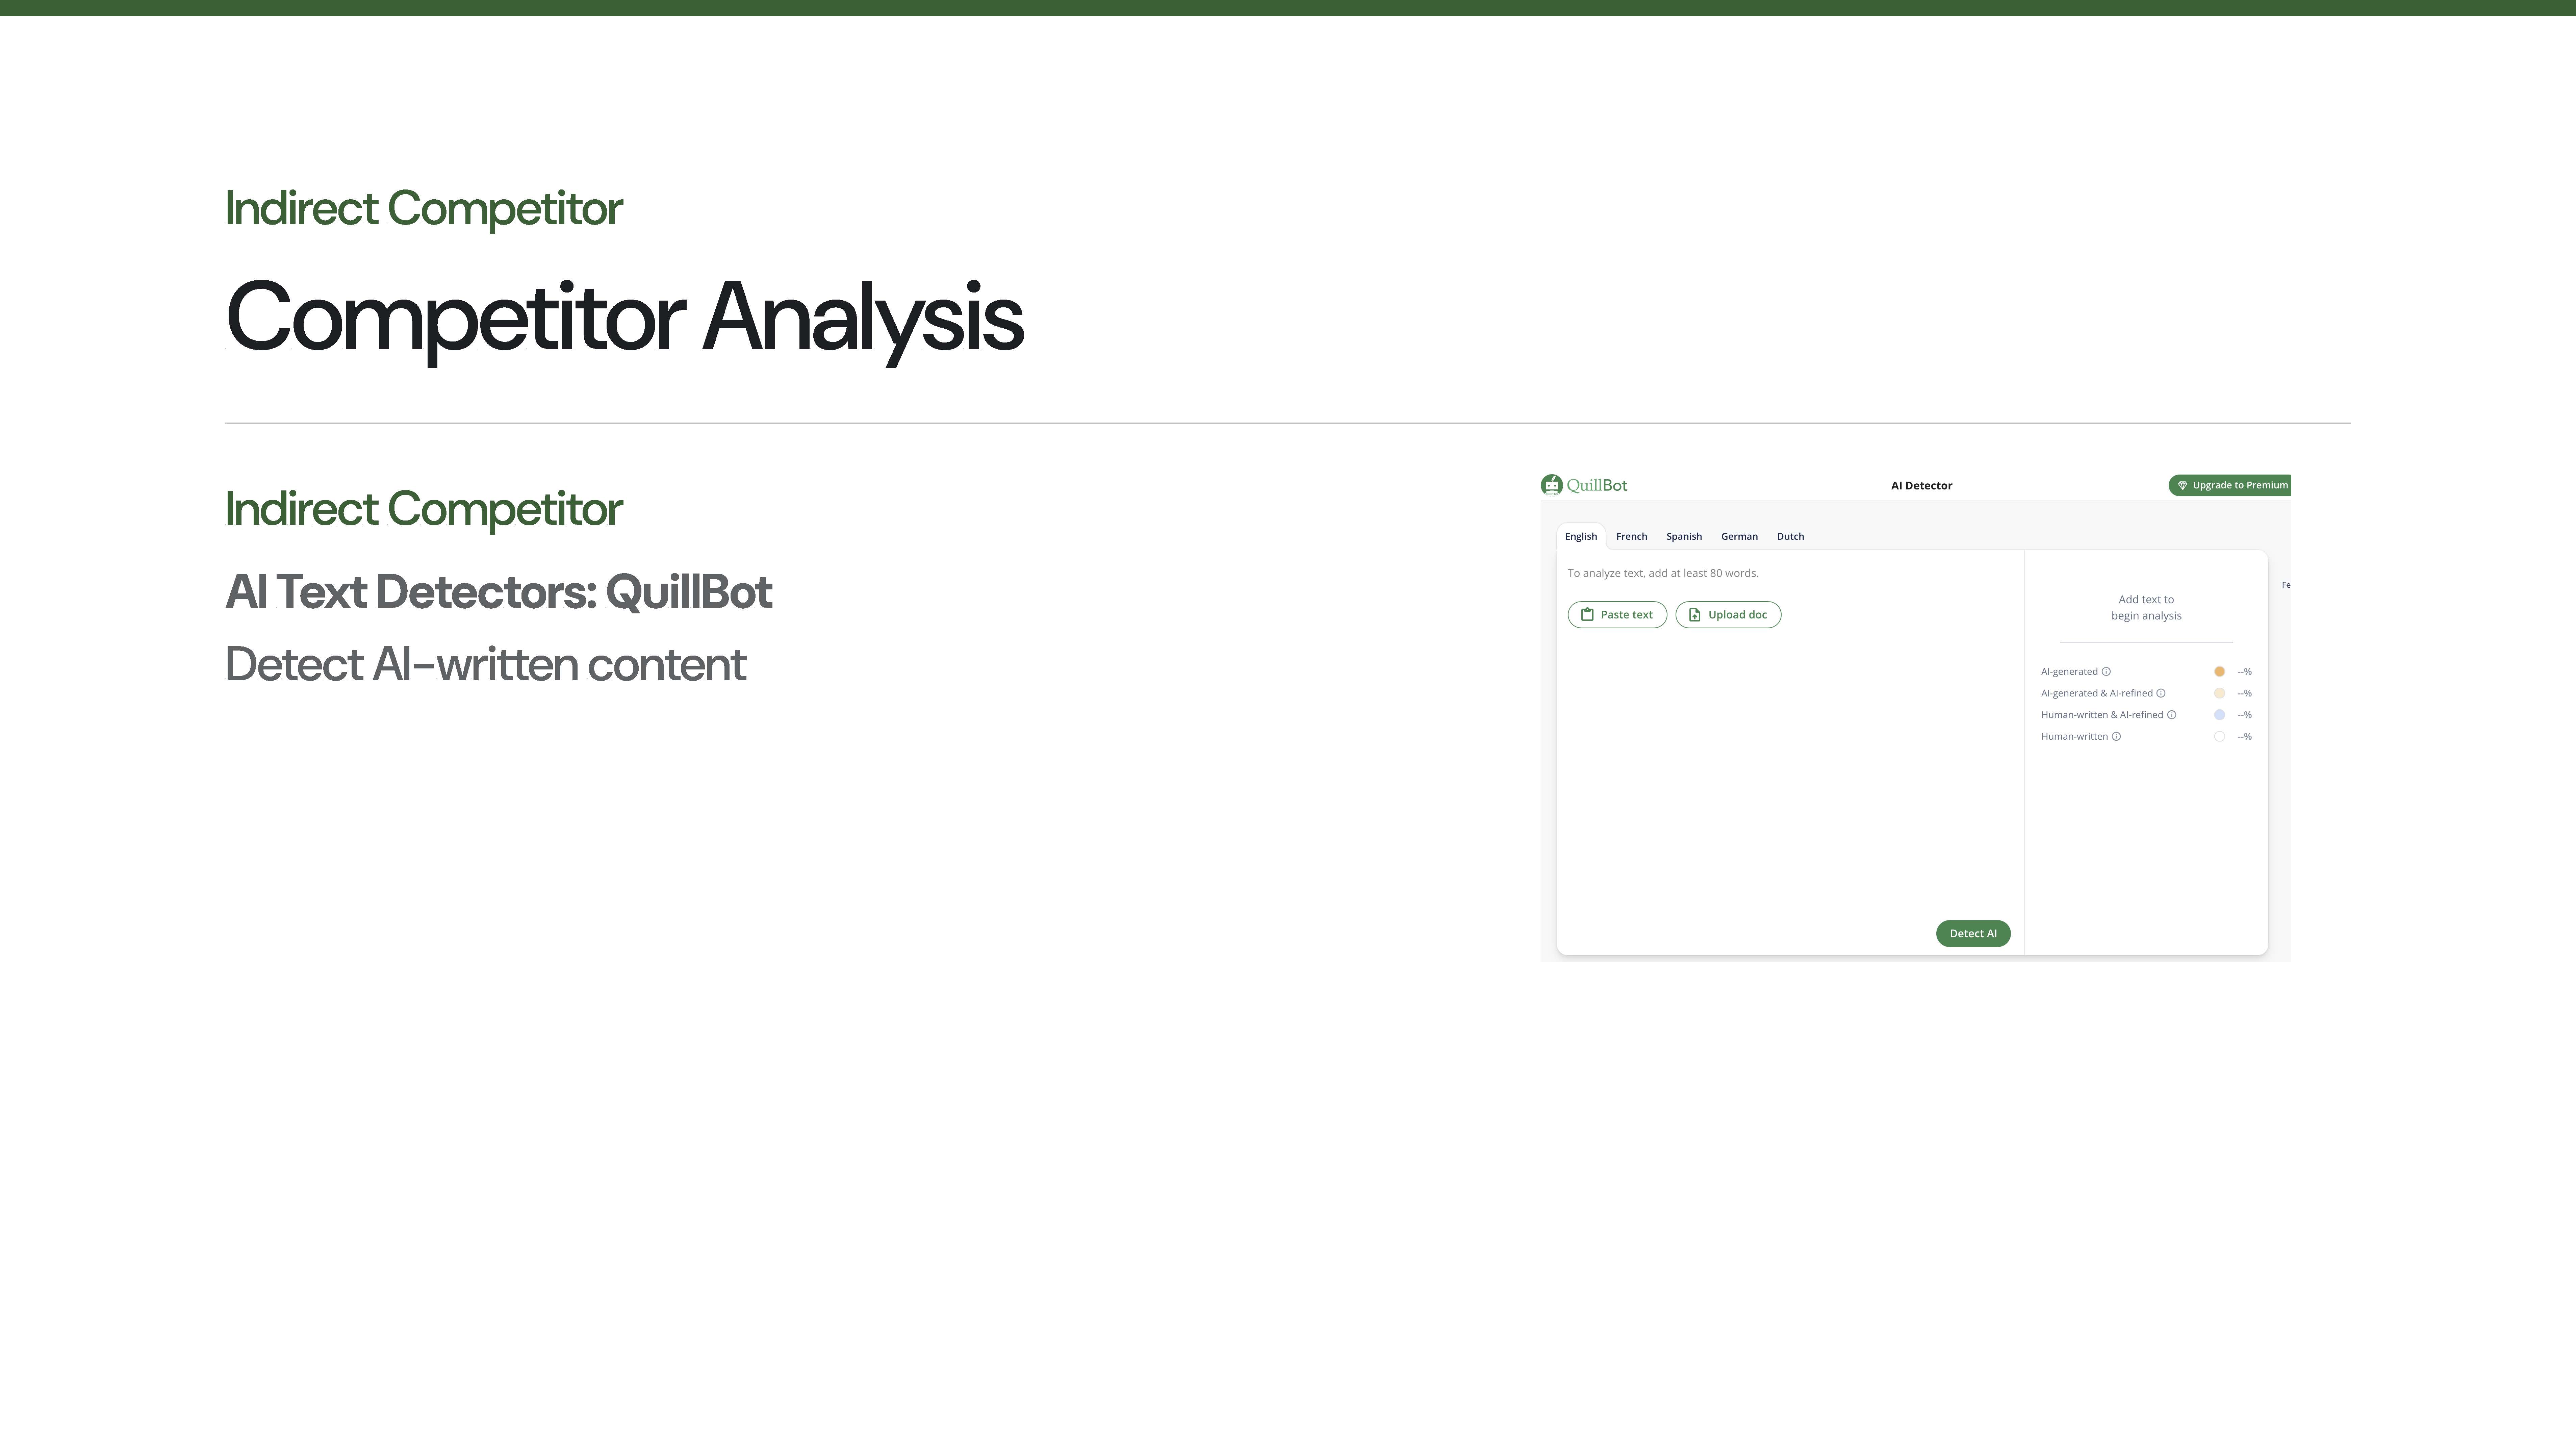 Indirect Competitor
Competitor Analysis
Indirect Competitor
AI Text Detectors: QuillBot
Detect AI-written content
QuillBot
AI Detector
Upgrade to Premium
English French Spanish German Dutch
To analyze text, add at least 80 words.
Paste text Upload doc
Detect AI
Fe
Add text to
begin analysis
AI-generated --%
AI-generated & AI-refined --%
Human-written & AI-refined --%
Human-written --%